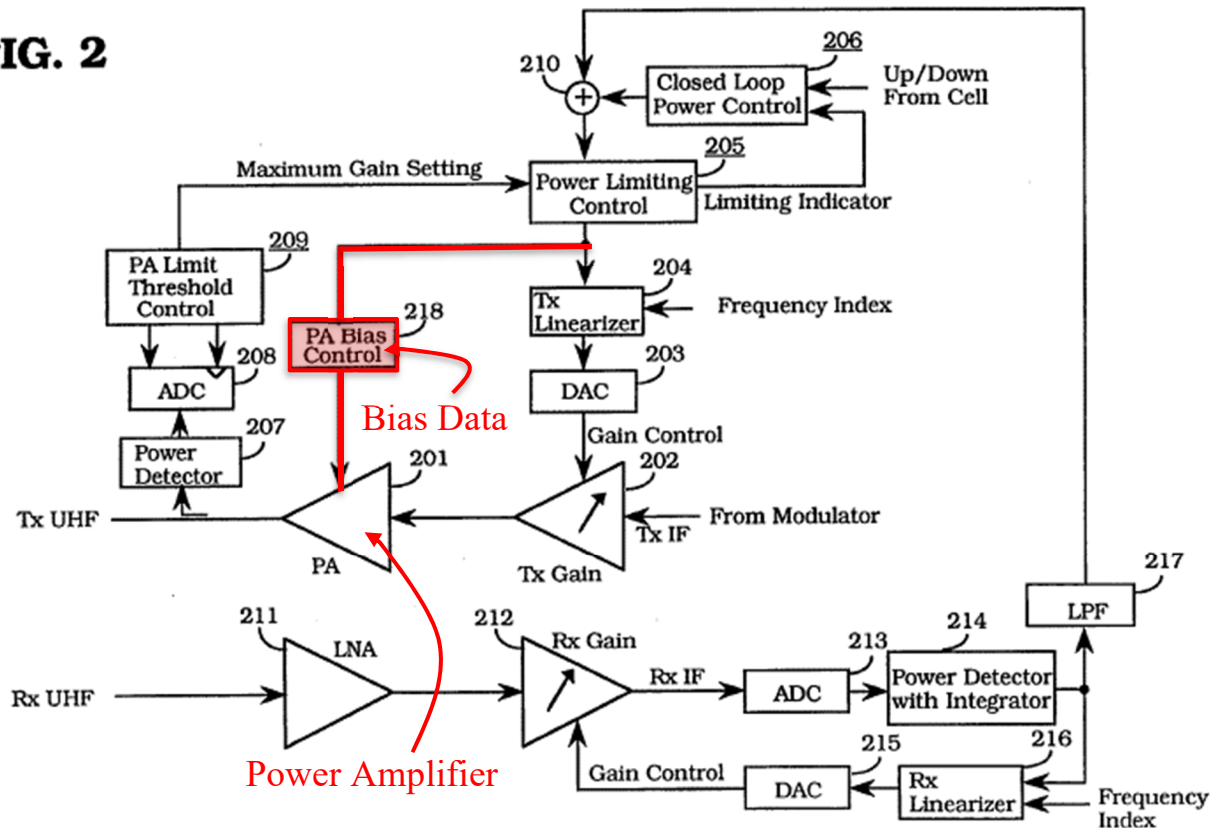 IG. 2
206
210
Closed Loop
Power Control
Up/Down
From Cell
+
205
Maximum Gain Setting
Power Limiting
Control
Limiting Indicator
209
PA Limit
Threshold
Control
204
Tx
Linearizer
Frequency Index
218
PA Bias
Control
208
ADC
203
DAC
Bias Data
207
Power
Detector
Gain Control
201
202
Tx UHF
From Modulator
Tx IF
PA
Tx Gain
217
LPF
211
LNA
212
Rx Gain
213
214
Rx UHF
Rx IF
ADC
Power Detector
with Integrator
215
216
Power Amplifier
Gain Control
DAC
Rx
Linearizer
Frequency
Index